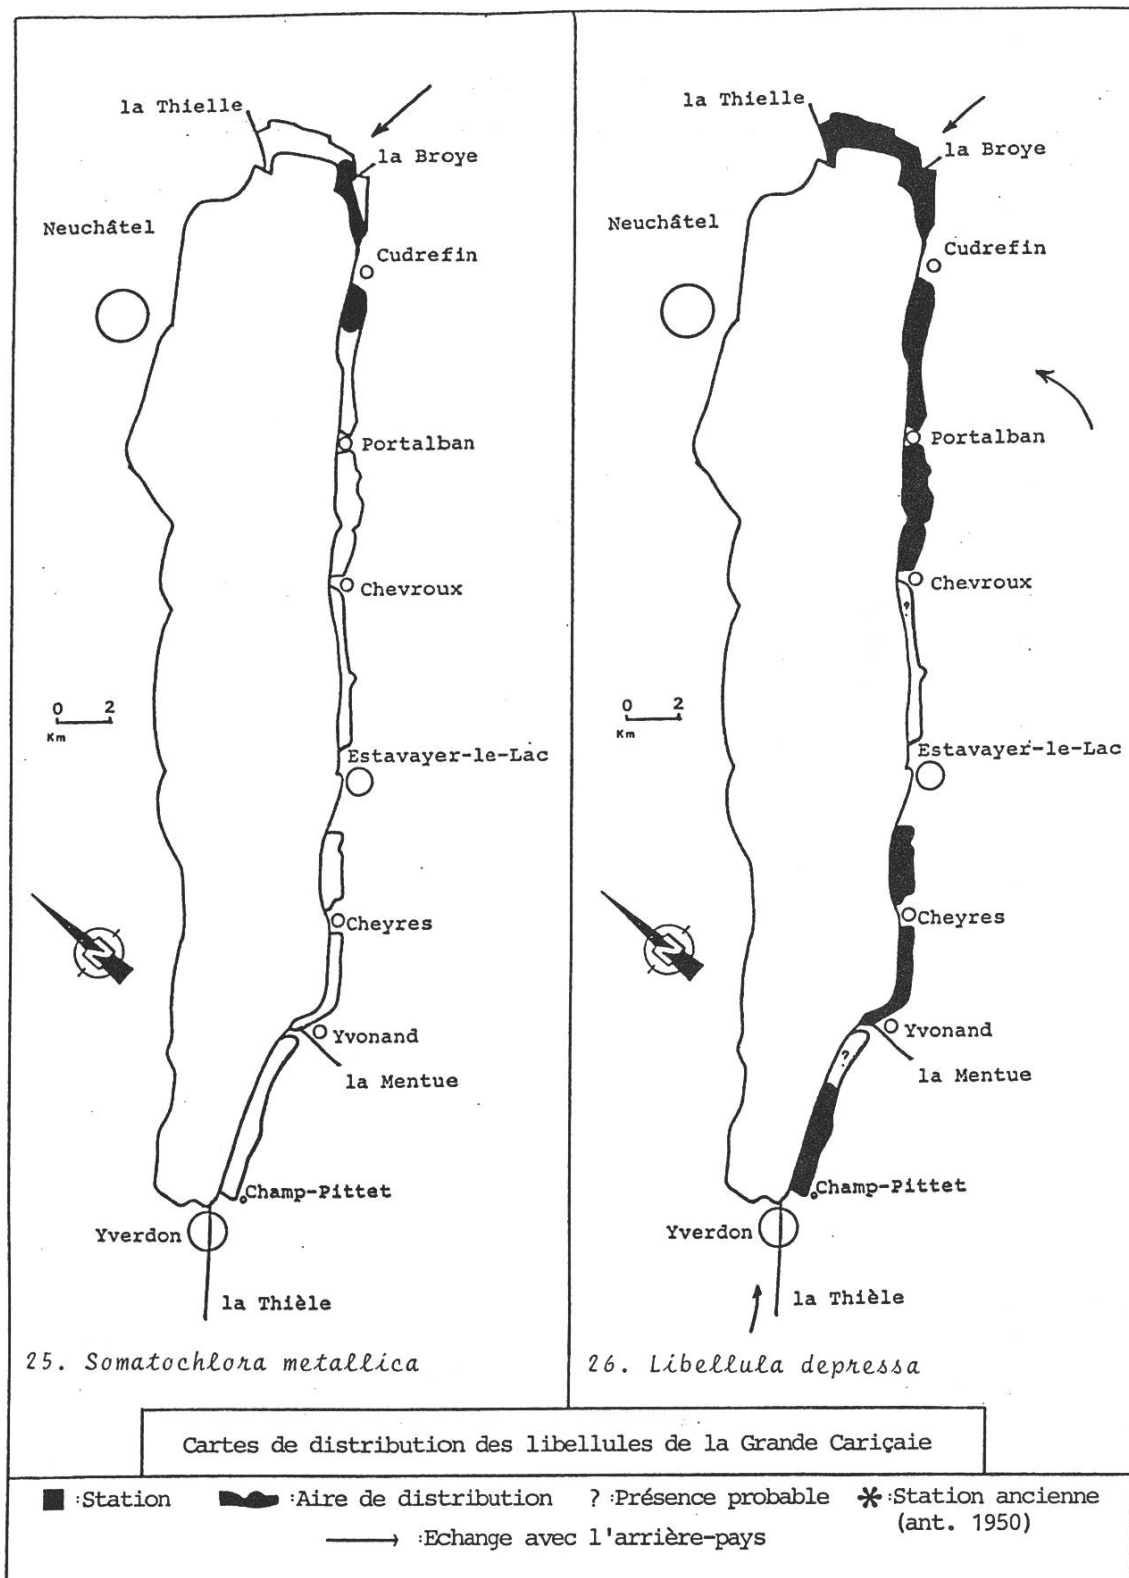 la Thielle
la Broye
Neuchâtel
Cudrefin
Portalban
Chevroux
0 2
Km
Estavayer-le-Lac
Cheyres
N
Yvonand
la Mentue
Champ-Pittet
Yverdon
la Thièle
25. Somatochlora metallica
la Thielle
la Broye
Neuchâtel
Cudrefin
Portalban
Chevroux
?
0 2
Km
Estavayer-le-Lac
Cheyres
N
Yvonand
?
la Mentue
Champ-Pittet
Yverdon
la Thièle
26. Libellula depressa
Cartes de distribution des libellules de la Grande Cariçaie
:Station :Aire de distribution ? :Présence probable * :Station ancienne
(ant. 1950)
:Echange avec l'arrière-pays